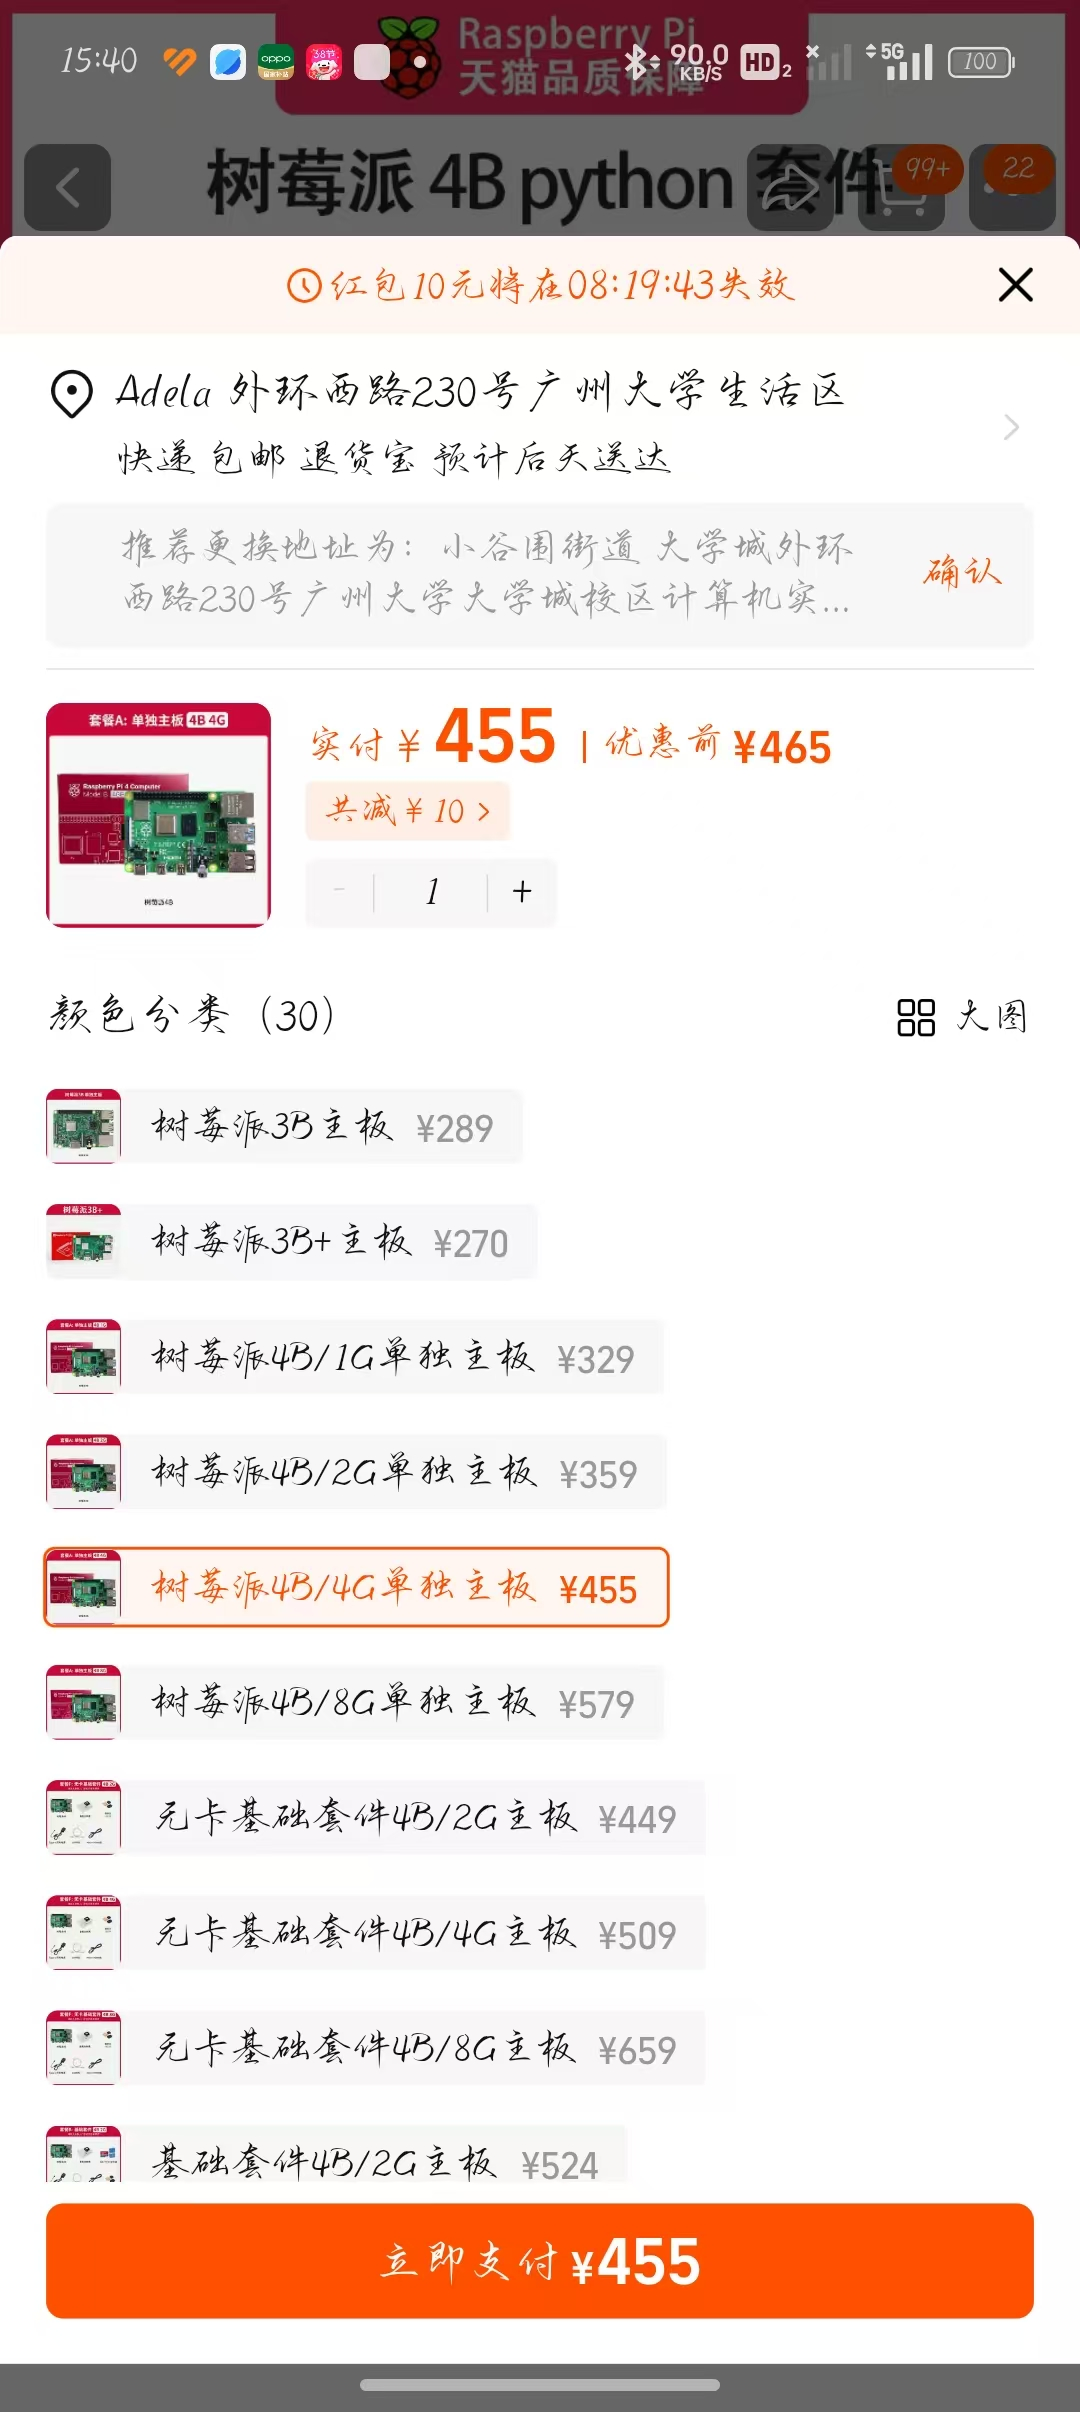 Raspberry Pi
天猫品质保障
15:40
oppo
38节
90.0
KB/S
HD 2
5G
100
树莓派 4B python 套件
99+
22
红包10元将在08:19:43失效
Adela 外环西路230号广州大学生活区
快递 包邮 退货宝 预计后天送达
推荐更换地址为：小谷围街道 大学城外环
西路230号广州大学大学城校区计算机实...
确认
套餐A: 单独主板 4B 4G
Raspberry Pi 4 Computer
树莓派4B
实付 ¥ 455 | 优惠前 ¥465
共减 ¥ 10 >
- 1 +
颜色分类（30）
大图
树莓派3B主板 ¥289
树莓派3B+
树莓派3B+主板 ¥270
树莓派4B/1G单独主板 ¥329
树莓派4B/2G单独主板 ¥359
树莓派4B/4G单独主板 ¥455
树莓派4B/8G单独主板 ¥579
无卡基础套件4B/2G主板 ¥449
无卡基础套件4B/4G主板 ¥509
无卡基础套件4B/8G主板 ¥659
基础套件4B/2G主板 ¥524
立即支付 ¥455